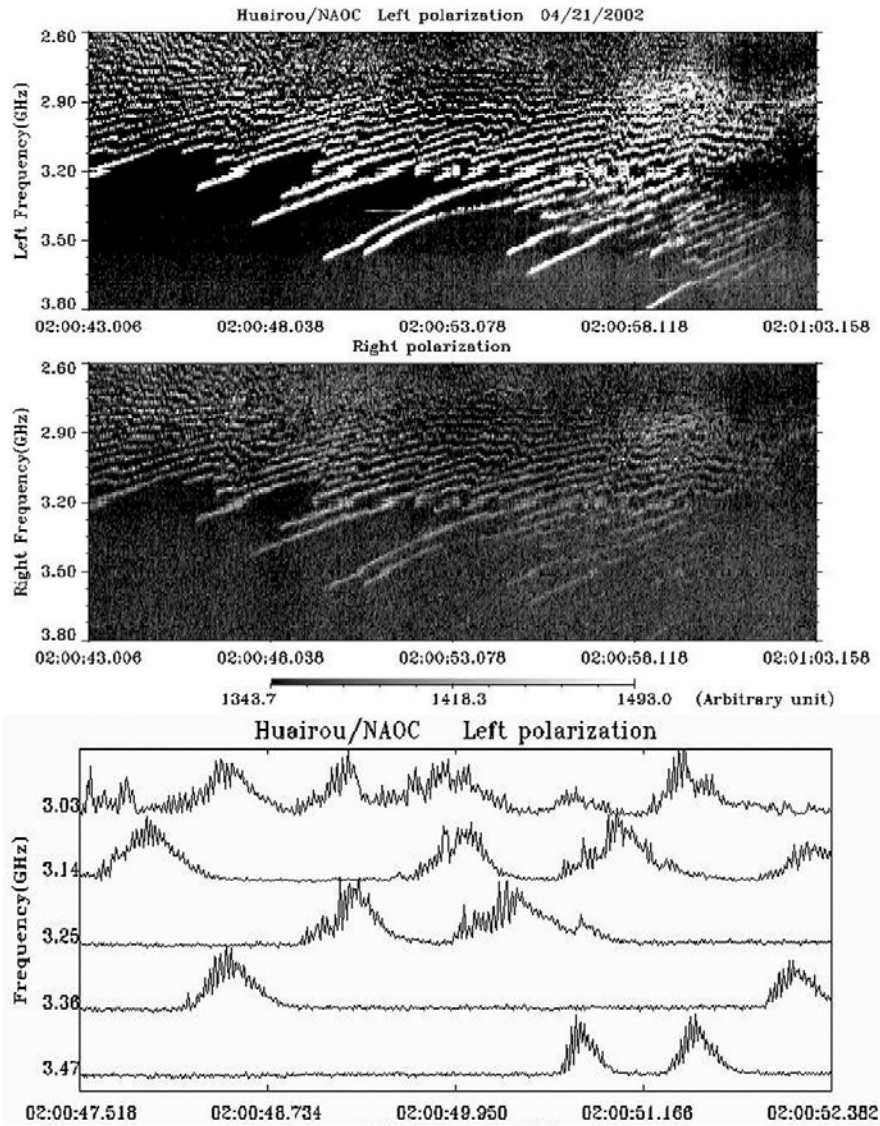 Huairou/NAOC Left polarization 04/21/2002
Left Frequency(GHz)
2.60
2.90
3.20
3.50
3.80
02:00:43.006 02:00:48.038 02:00:53.078 02:00:58.118 02:01:03.158
Right polarization
Right Frequency(GHz)
2.60
2.90
3.20
3.50
3.80
02:00:43.006 02:00:48.038 02:00:53.078 02:00:58.118 02:01:03.158
1343.7 1418.3 1493.0 (Arbitrary unit)
Huairou/NAOC Left polarization
Frequency(GHz)
3.03
3.14
3.25
3.36
3.47
02:00:47.518 02:00:48.734 02:00:49.950 02:00:51.166 02:00:52.382